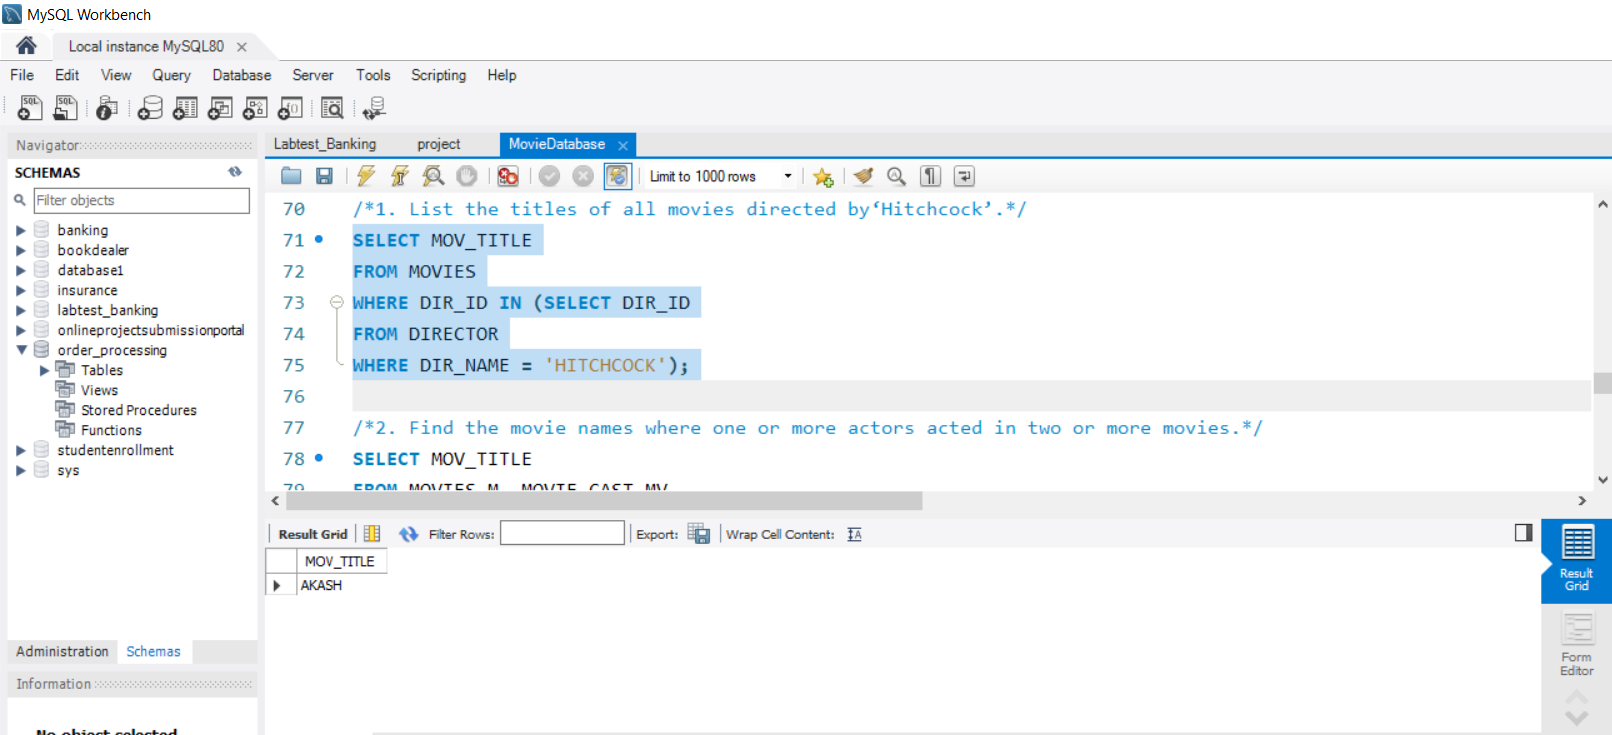 MySQL Workbench
Local instance MySQL80
File Edit View Query Database Server Tools Scripting Help
Navigator
SCHEMAS
Filter objects
banking
bookdealer
database1
insurance
labtest_banking
onlineprojectsubmissionportal
order_processing
Tables
Views
Stored Procedures
Functions
studentenrollment
sys
Administration Schemas
Information
No object selected
Labtest_Banking project MovieDatabase
Limit to 1000 rows
70 /*1. List the titles of all movies directed by‘Hitchcock’.*/
71 SELECT MOV_TITLE
72 FROM MOVIES
73 WHERE DIR_ID IN (SELECT DIR_ID
74 FROM DIRECTOR
75 WHERE DIR_NAME = 'HITCHCOCK');
76
77 /*2. Find the movie names where one or more actors acted in two or more movies.*/
78 SELECT MOV_TITLE
79 FROM MOVIES M, MOVIE_CAST MV
Result Grid Filter Rows: Export: Wrap Cell Content:
MOV_TITLE
AKASH
Result
Grid
Form
Editor